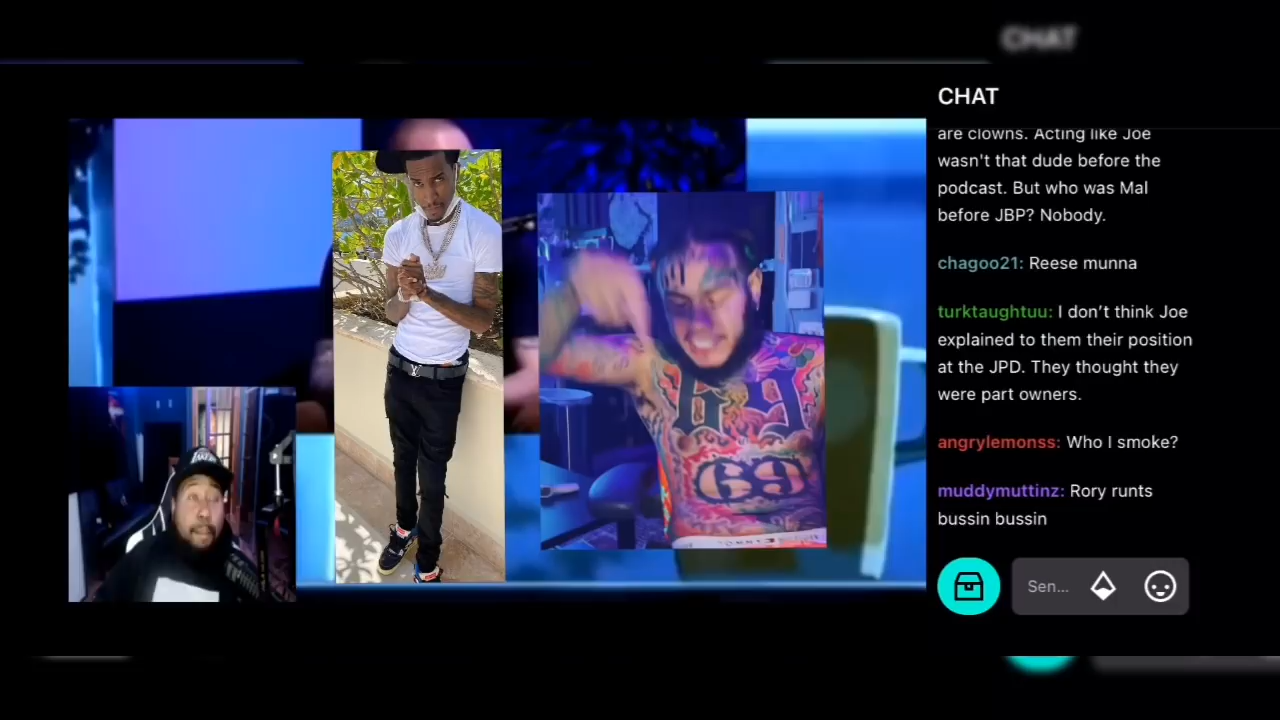 CHAT
CHAT
are clowns. Acting like Joe
wasn't that dude before the
podcast. But who was Mal
before JBP? Nobody.
chagoo21: Reese munna
turktaughtuu: I don’t think Joe
explained to them their position
at the JPD. They thought they
were part owners.
angrylemonss: Who I smoke?
muddymuttinz: Rory runts
bussin bussin
Sen...
69
69